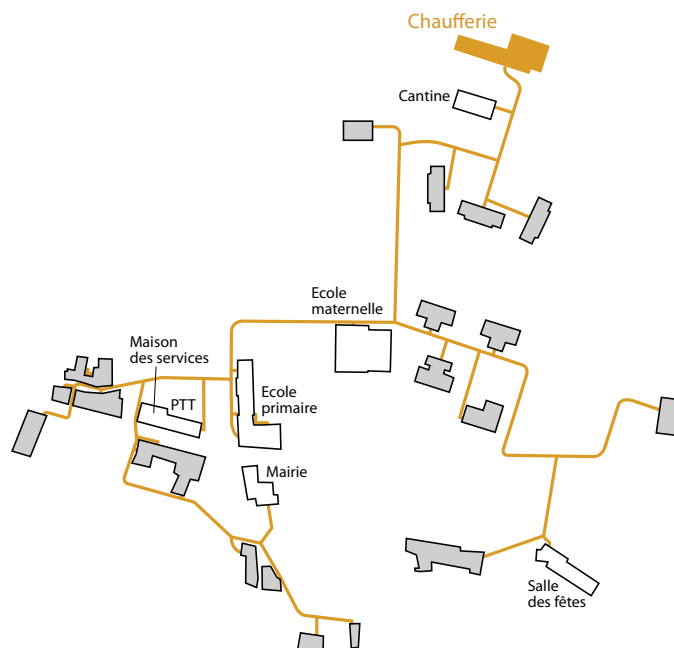 Chaufferie
Cantine
Ecole
maternelle
Maison
des services
PTT
Ecole
primaire
Mairie
Salle
des fêtes